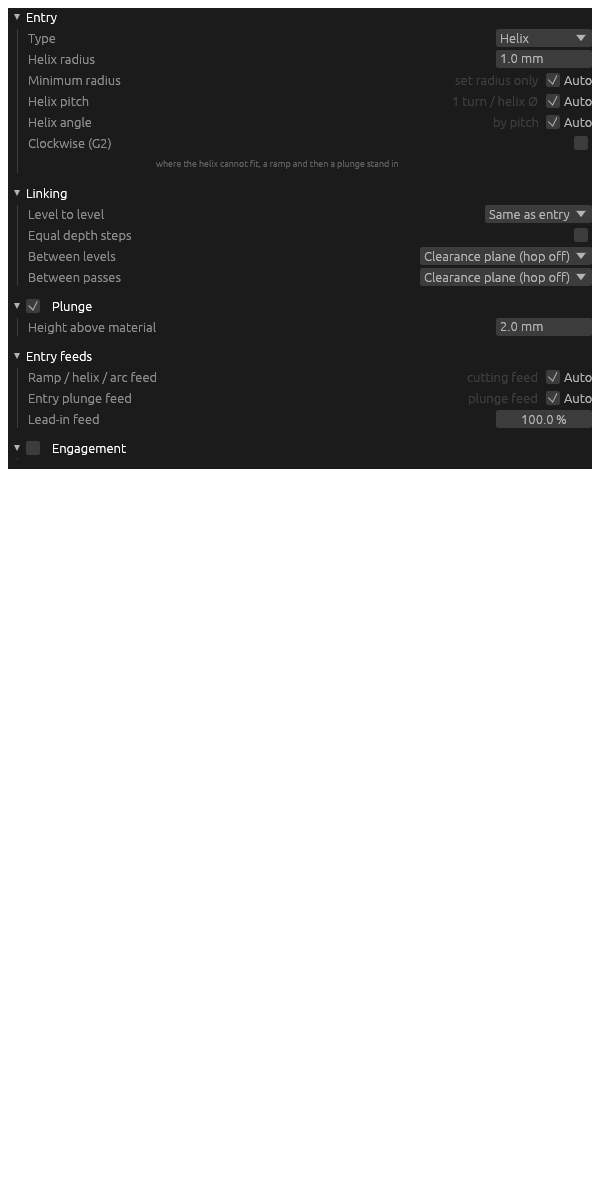 Entry
Type Helix
Helix radius 1.0 mm
Minimum radius set radius only Auto
Helix pitch 1 turn / helix Ø Auto
Helix angle by pitch Auto
Clockwise (G2)
where the helix cannot fit, a ramp and then a plunge stand in
Linking
Level to level Same as entry
Equal depth steps
Between levels Clearance plane (hop off)
Between passes Clearance plane (hop off)
Plunge
Height above material 2.0 mm
Entry feeds
Ramp / helix / arc feed cutting feed Auto
Entry plunge feed plunge feed Auto
Lead-in feed 100.0 %
Engagement